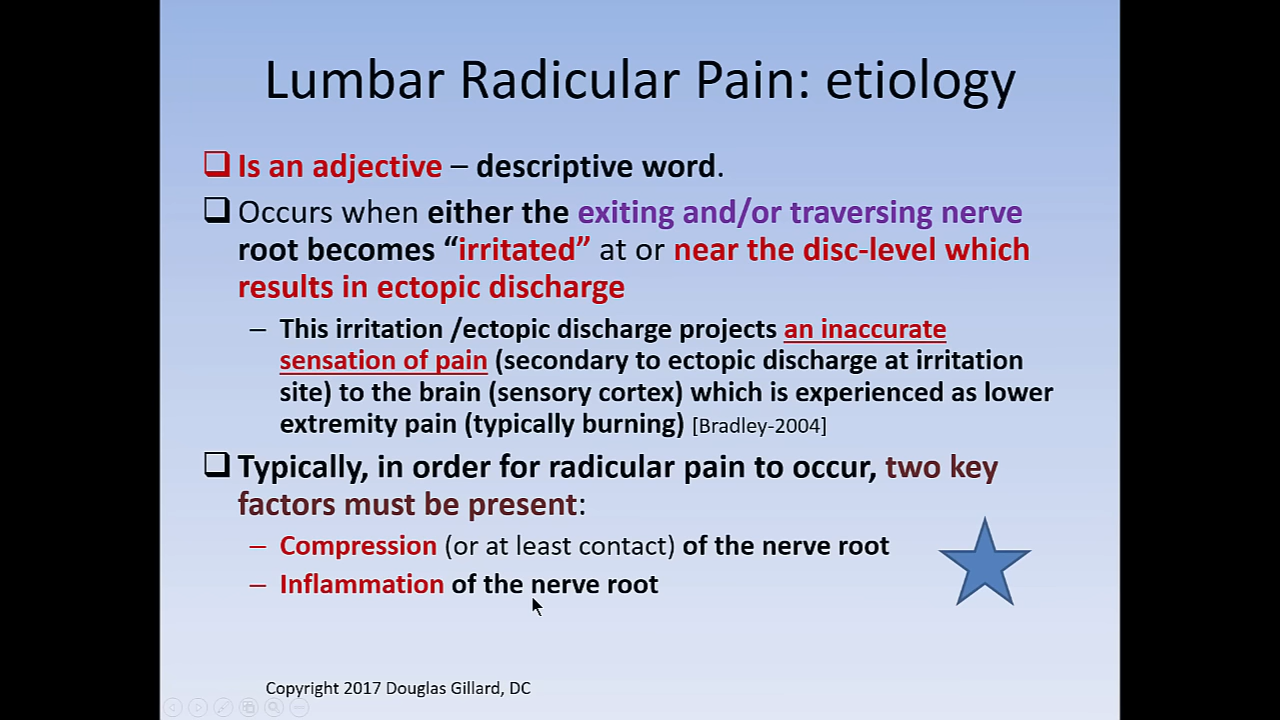 Lumbar Radicular Pain: etiology
Is an adjective – descriptive word.
Occurs when either the exiting and/or traversing nerve
root becomes “irritated” at or near the disc-level which
results in ectopic discharge
– This irritation /ectopic discharge projects an inaccurate
sensation of pain (secondary to ectopic discharge at irritation
site) to the brain (sensory cortex) which is experienced as lower
extremity pain (typically burning) [Bradley-2004]
Typically, in order for radicular pain to occur, two key
factors must be present:
– Compression (or at least contact) of the nerve root
– Inflammation of the nerve root
Copyright 2017 Douglas Gillard, DC